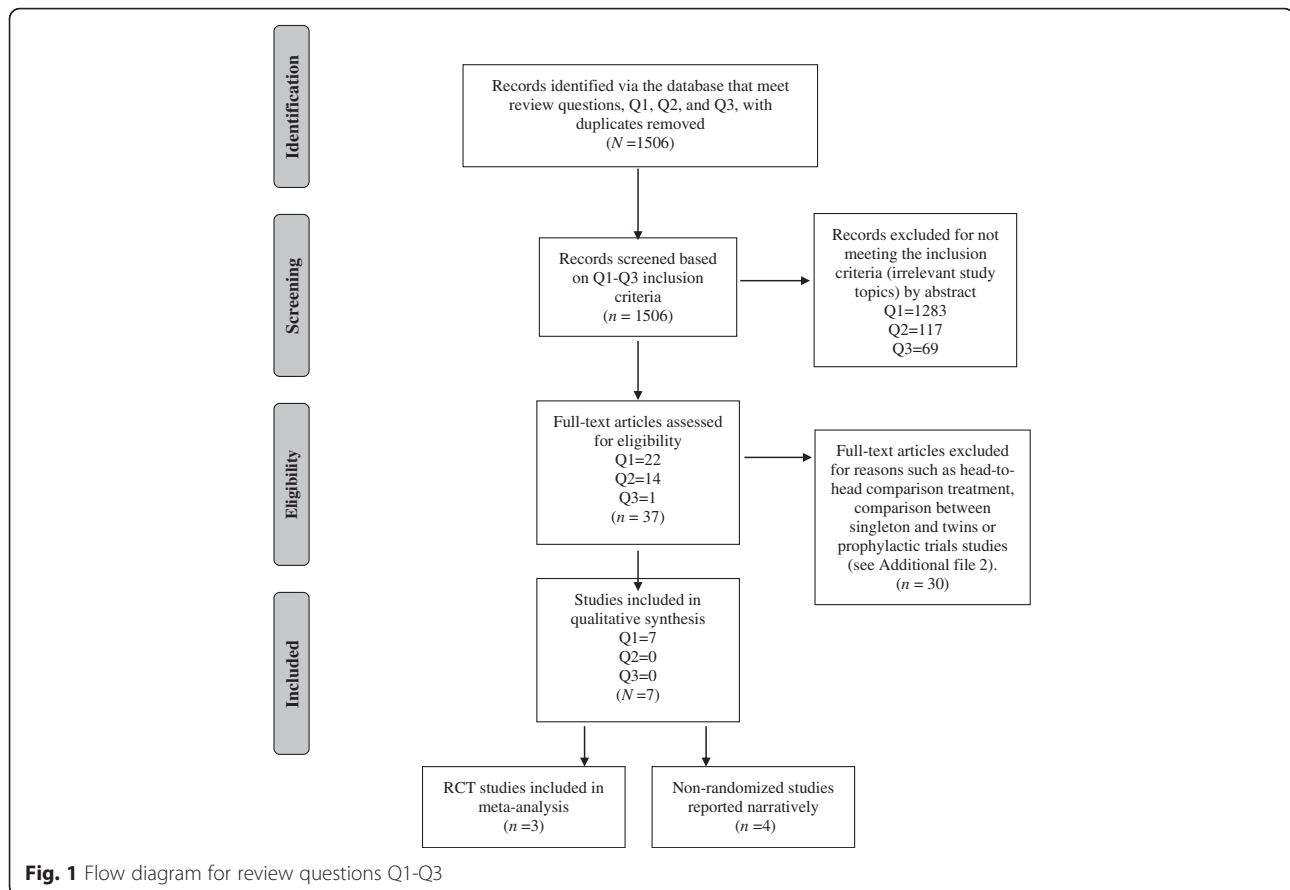 Identification
Records identified via the database that meet
review questions, Q1, Q2, and Q3, with
duplicates removed
(N =1506)
Screening
Records screened based
on Q1-Q3 inclusion
criteria
(n = 1506)
Records excluded for not
meeting the inclusion
criteria (irrelevant study
topics) by abstract
Q1=1283
Q2=117
Q3=69
Eligibility
Full-text articles assessed
for eligibility
Q1=22
Q2=14
Q3=1
(n = 37)
Full-text articles excluded
for reasons such as head-to-
head comparison treatment,
comparison between
singleton and twins or
prophylactic trials studies
(see Additional file 2).
(n = 30)
Included
Studies included in
qualitative synthesis
Q1=7
Q2=0
Q3=0
(N =7)
RCT studies included in
meta-analysis
(n =3)
Non-randomized studies
reported narratively
(n =4)
Fig. 1 Flow diagram for review questions Q1-Q3